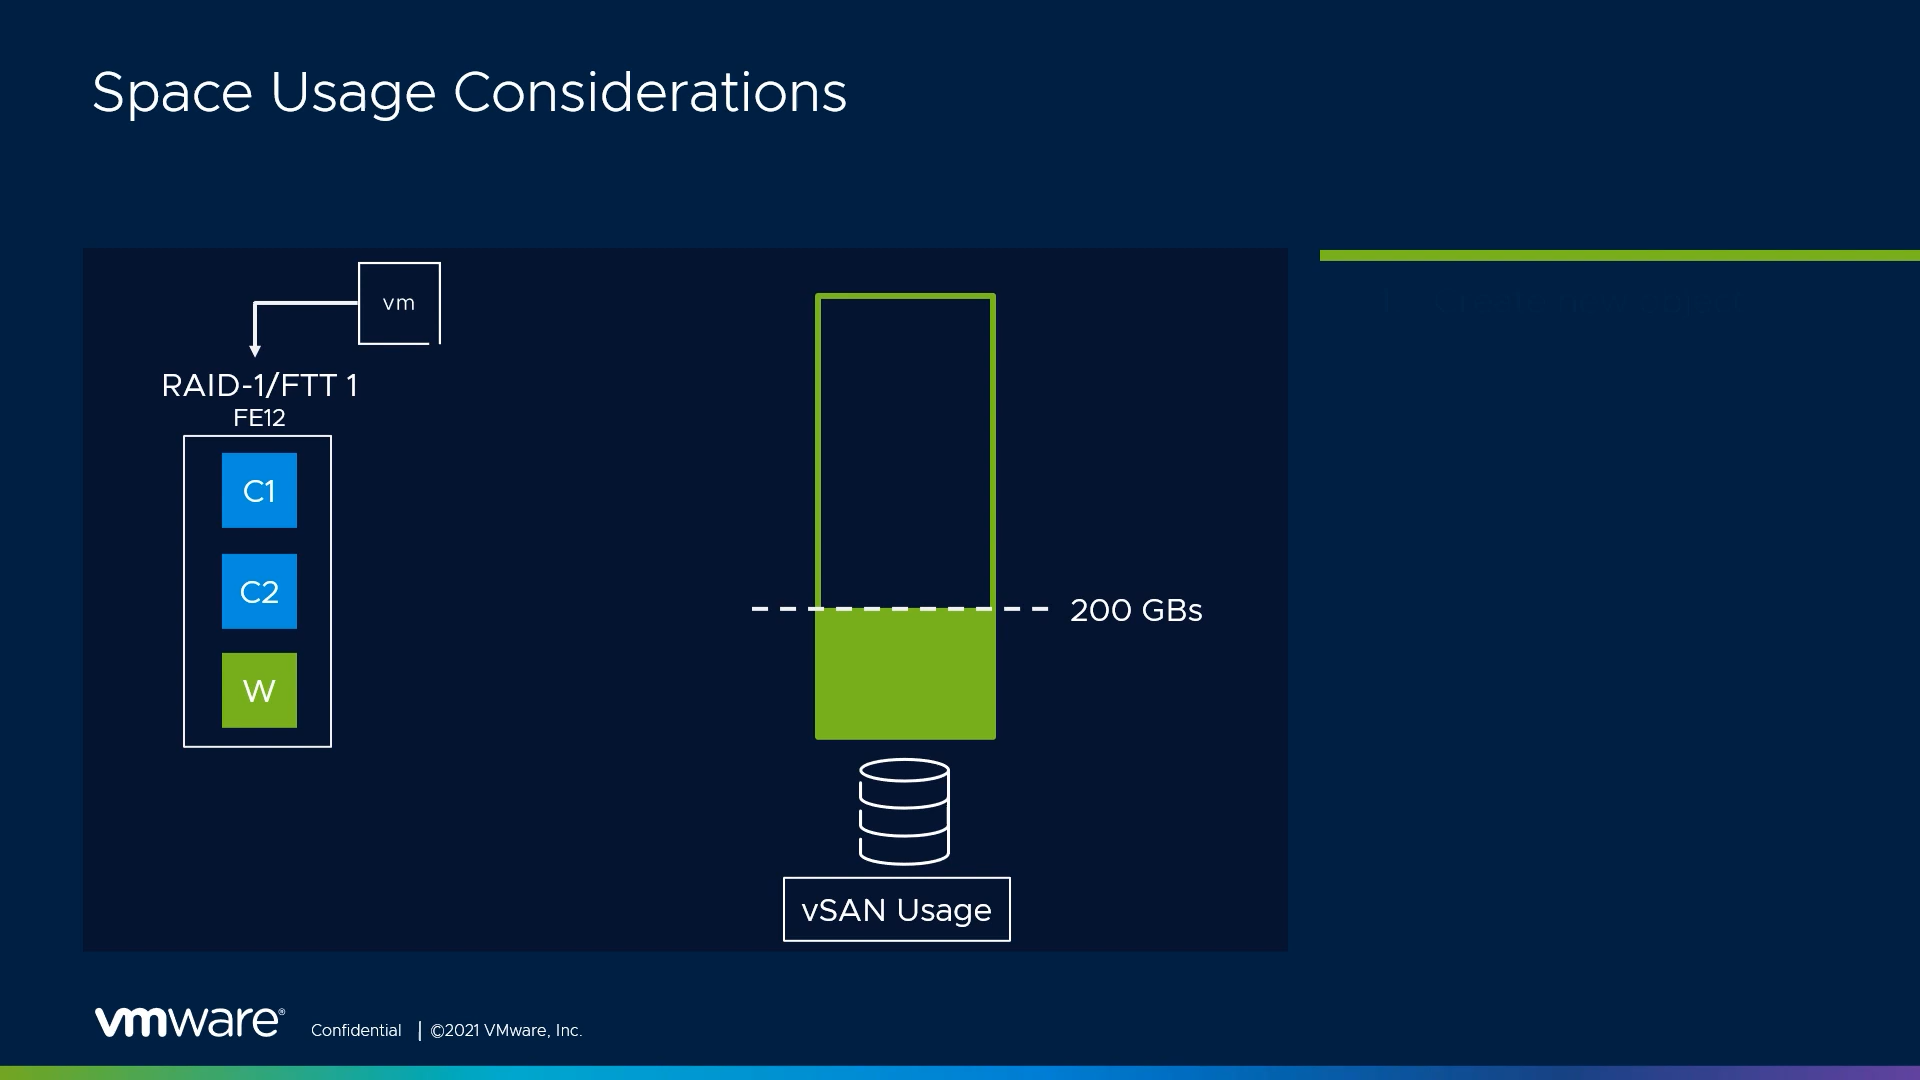 Space Usage Considerations
vm
RAID-1/FTT 1
FE12
C1
C2
W
200 GBs
vSAN Usage
vmware®
Confidential | ©2021 VMware, Inc.